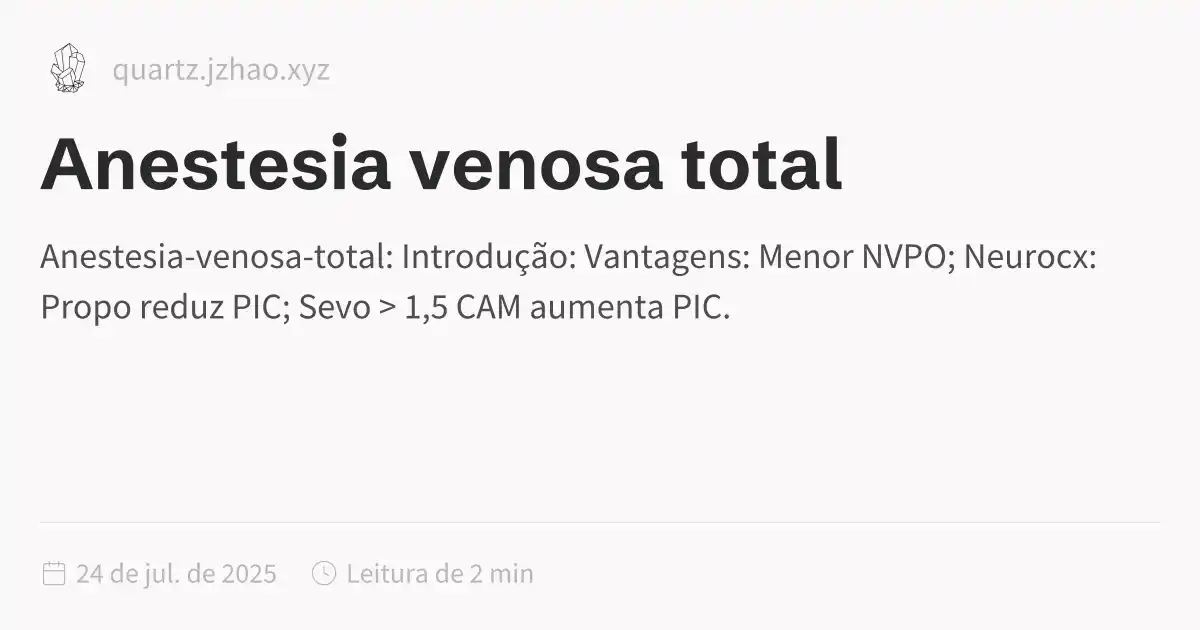 quartz.jzhao.xyz
Anestesia venosa total
Anestesia-venosa-total: Introdução: Vantagens: Menor NVPO; Neurocx:
Propo reduz PIC; Sevo > 1,5 CAM aumenta PIC.
24 de jul. de 2025 Leitura de 2 min